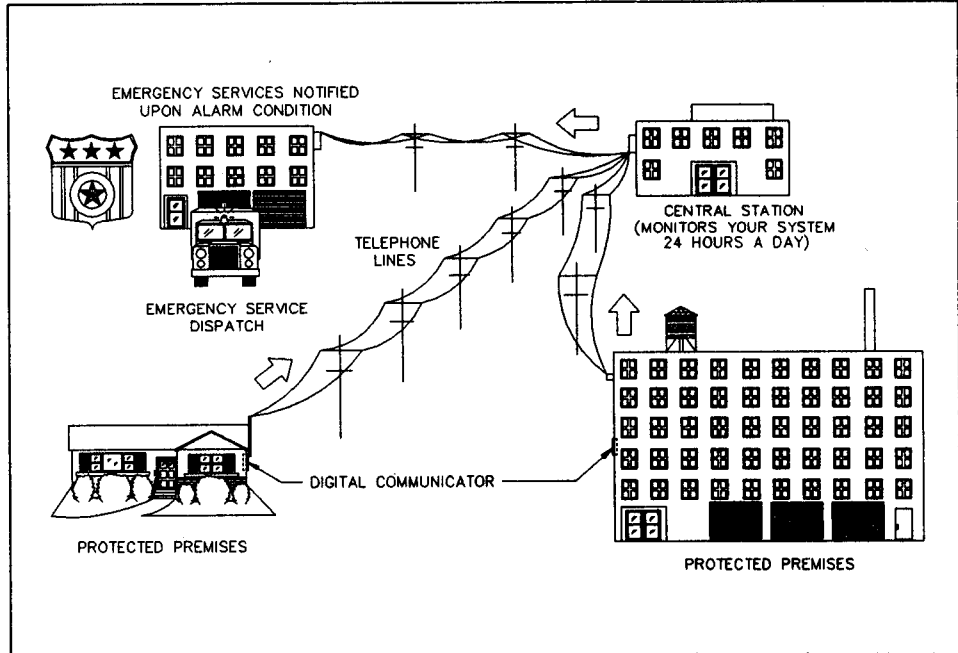 EMERGENCY SERVICES NOTIFIED
UPON ALARM CONDITION
CENTRAL STATION
(MONITORS YOUR SYSTEM
24 HOURS A DAY)
TELEPHONE
LINES
EMERGENCY SERVICE
DISPATCH
DIGITAL COMMUNICATOR
PROTECTED PREMISES
PROTECTED PREMISES